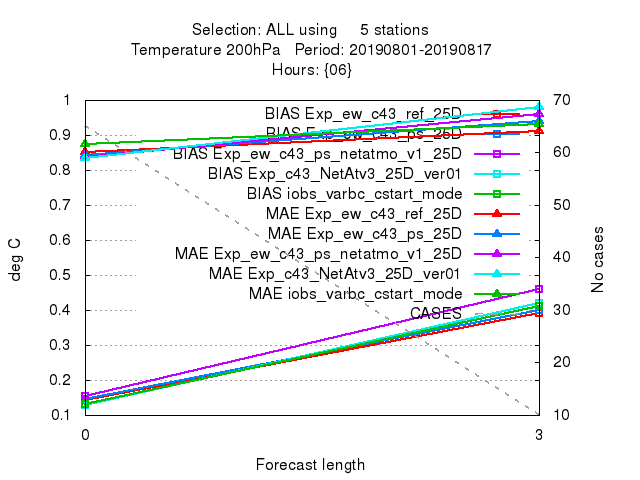 Selection: ALL using 5 stations
Temperature 200hPa Period: 20190801-20190817
Hours: {06}
1
0.9
0.8
0.7
0.6
0.5
0.4
0.3
0.2
0.1
deg C
70
60
50
40
30
20
10
No cases
BIAS Exp_ew_c43_ref_25D
BIAS Exp_ew_c43_ps_25D
BIAS Exp_ew_c43_ps_netatmo_v1_25D
BIAS Exp_c43_NetAtv3_25D_ver01
BIAS iobs_varbc_cstart_mode
MAE Exp_ew_c43_ref_25D
MAE Exp_ew_c43_ps_25D
MAE Exp_ew_c43_ps_netatmo_v1_25D
MAE Exp_c43_NetAtv3_25D_ver01
MAE iobs_varbc_cstart_mode
CASES
0 3
Forecast length